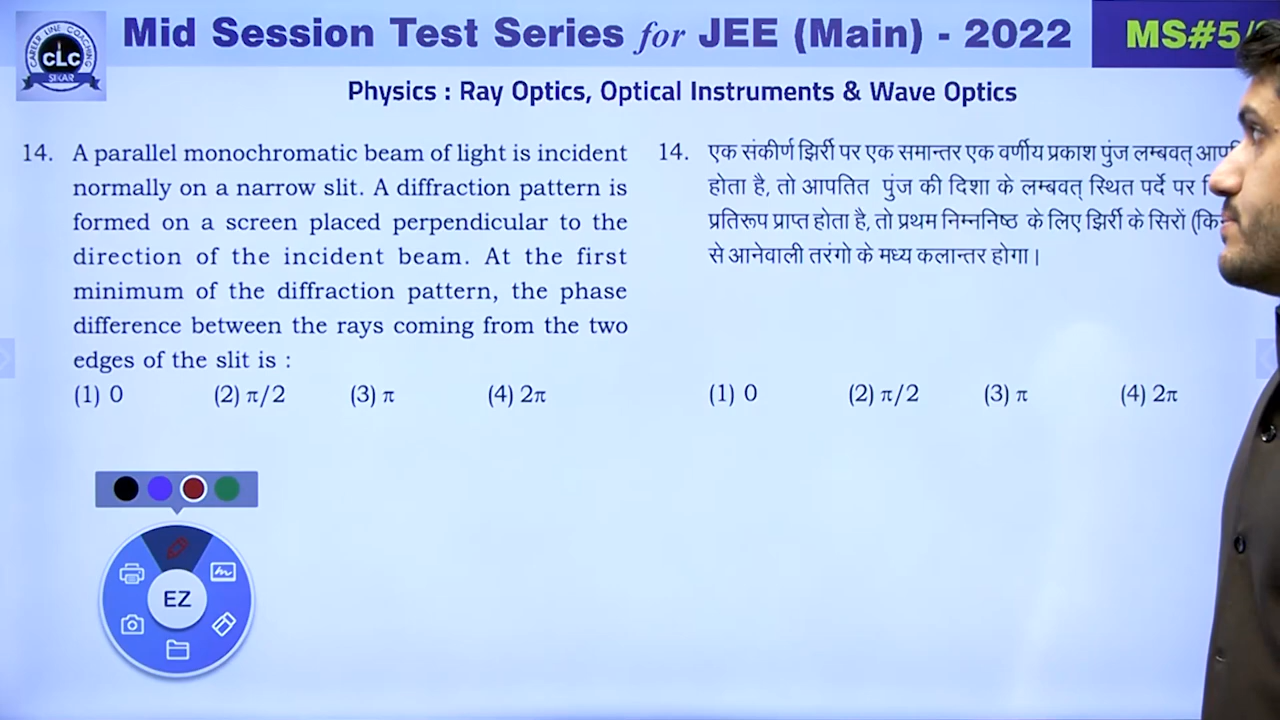 CAREER LINE COACHING
CLC
SIKAR
Mid Session Test Series for JEE (Main) - 2022
MS#5/
Physics : Ray Optics, Optical Instruments & Wave Optics
14. A parallel monochromatic beam of light is incident
normally on a narrow slit. A diffraction pattern is
formed on a screen placed perpendicular to the
direction of the incident beam. At the first
minimum of the diffraction pattern, the phase
difference between the rays coming from the two
edges of the slit is :
(1) 0 (2) π/2 (3) π (4) 2π
14. एक संकीर्ण झिर्री पर एक समान्तर एक वर्णीय प्रकाश पुंज लम्बवत्
होता है, तो आपतित पुंज की दिशा के लम्बवत् स्थित पर्दे पर
प्रतिरूप प्राप्त होता है, तो प्रथम निम्ननिष्ठ के लिए झिर्री के सिरों
से आनेवाली तरंगो के मध्य कलान्तर होगा |
(1) 0 (2) π/2 (3) π (4) 2π
EZ